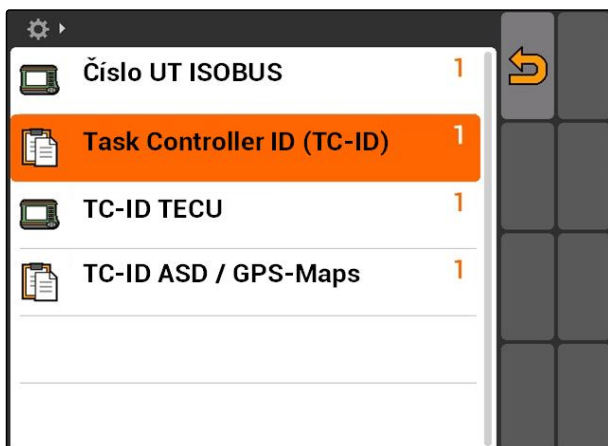 Číslo UT ISOBUS 1
Task Controller ID (TC-ID) 1
TC-ID TECU 1
TC-ID ASD / GPS-Maps 1